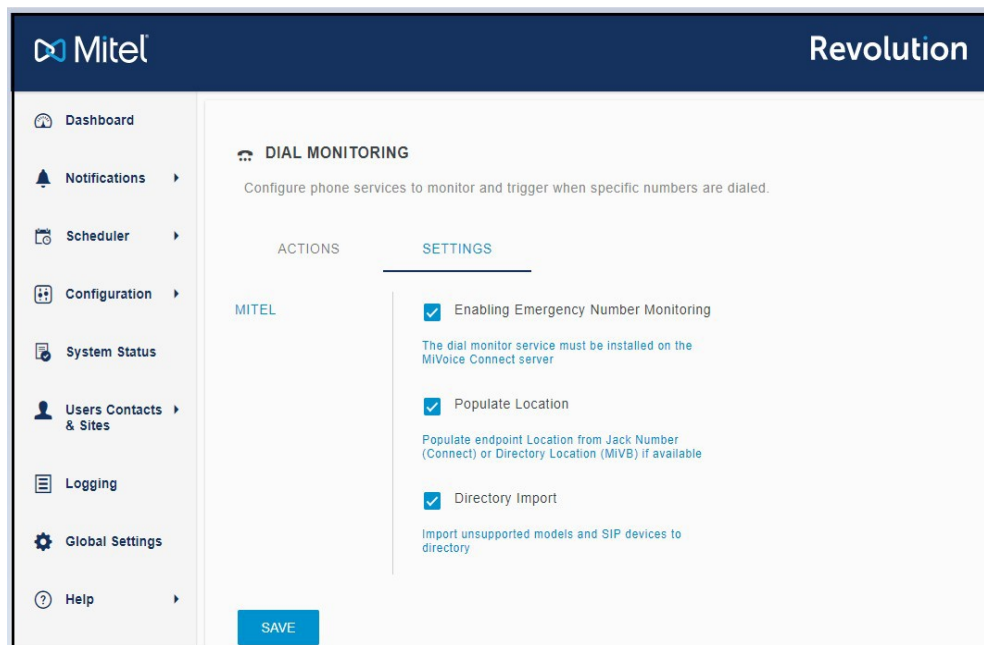 Mitel
Revolution
Dashboard
Notifications
Scheduler
Configuration
System Status
Users Contacts
& Sites
Logging
Global Settings
Help
DIAL MONITORING
Configure phone services to monitor and trigger when specific numbers are dialed.
ACTIONS
SETTINGS
MITEL
Enabling Emergency Number Monitoring
The dial monitor service must be installed on the
MiVoice Connect server
Populate Location
Populate endpoint Location from Jack Number
(Connect) or Directory Location (MiVB) if available
Directory Import
Import unsupported models and SIP devices to
directory
SAVE